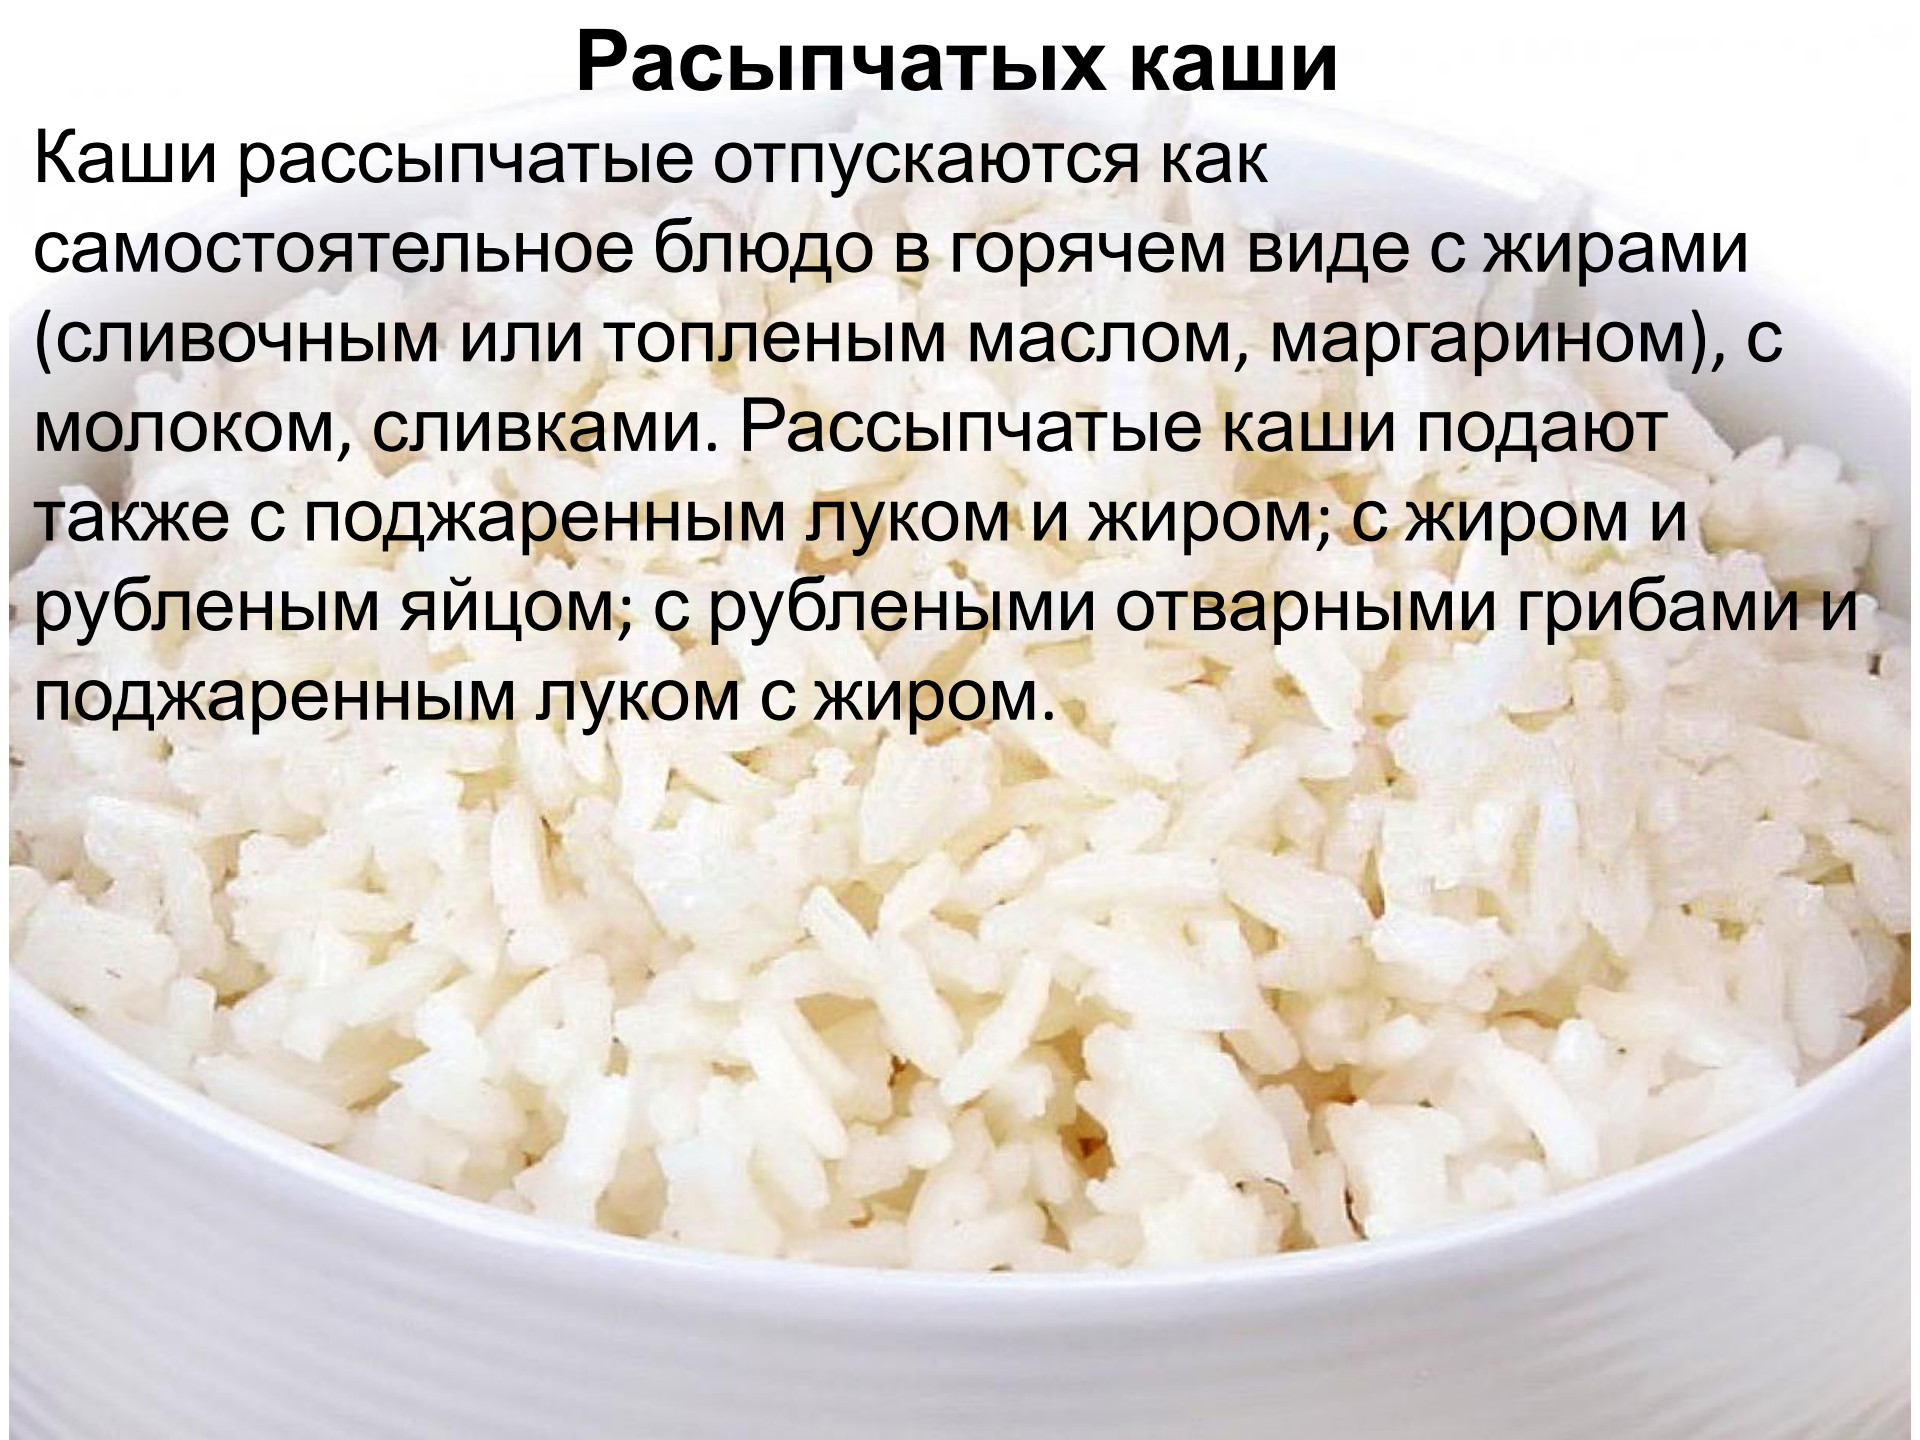 Расыпчатых каши
Каши рассыпчатые отпускаются как
самостоятельное блюдо в горячем виде с жирами
(сливочным или топленым маслом, маргарином), с
молоком, сливками. Рассыпчатые каши подают
также с поджаренным луком и жиром; с жиром и
рубленым яйцом; с рублеными отварными грибами и
поджаренным луком с жиром.